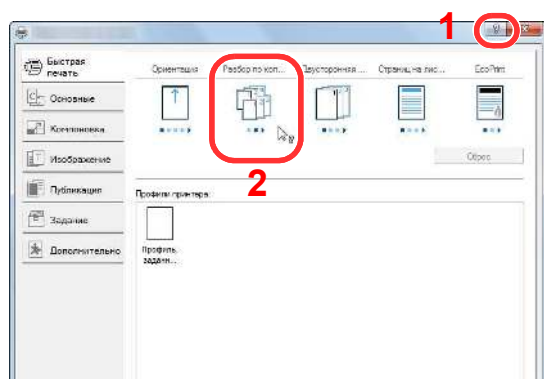 1
?
Быстрая
печать
Ориентация
Разбор по коп...
Двусторонняя ...
Страниц на лис...
EcoPrint
Основные
Компоновка
Изображение
Сброс
Публикация
2
Профили принтера:
Задание
Дополнительно
Профиль,
заданн...